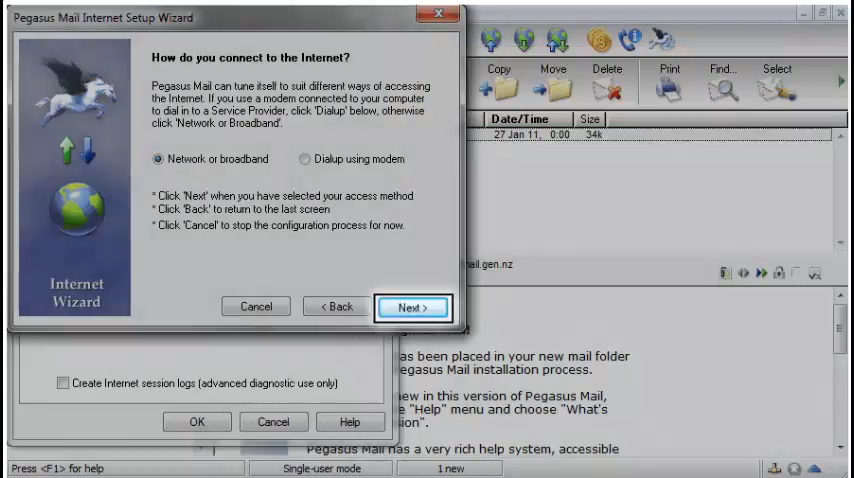 Pegasus Mail Internet Setup Wizard
How do you connect to the Internet?
Pegasus Mail can tune itself to suit different ways of accessing
the Internet. If you use a modem connected to your computer
to dial in to a Service Provider, click 'Dialup' below, otherwise
click 'Network or Broadband'.
Network or broadband
Dialup using modem
* Click 'Next' when you have selected your access method
* Click 'Back' to return to the last screen
* Click 'Cancel' to stop the configuration process for now.
Internet
Wizard
Cancel
< Back
Next >
Copy
Move
Delete
Print
Find...
Select
Date/Time
Size
27 Jan 11, 0:00
34k
ail.gen.nz
as been placed in your new mail folder
egasus Mail installation process.
ew in this version of Pegasus Mail,
e "Help" menu and choose "What's
sion".
Pegasus Mail has a very rich help system, accessible
Create Internet session logs (advanced diagnostic use only)
OK
Cancel
Help
Press <F1> for help
Single-user mode
1 new